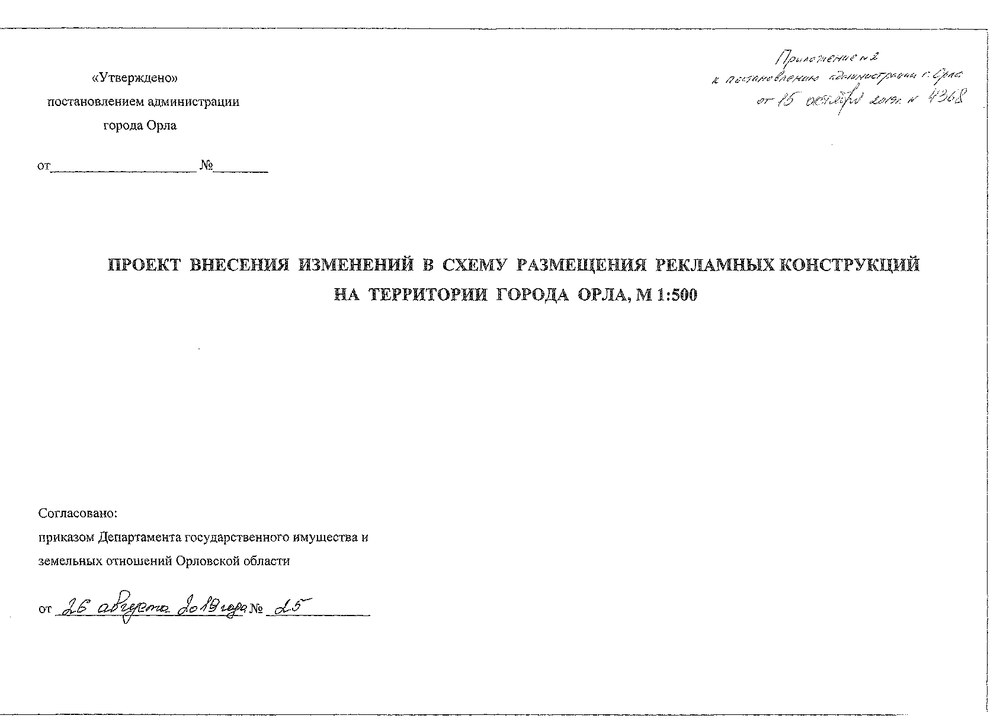 Приложение №2
к постановлению администрации г. Орла
от 15 октября 2019г. № 4368
«Утверждено»
постановлением администрации
города Орла
от____________________ №________
ПРОЕКТ ВНЕСЕНИЯ ИЗМЕНЕНИЙ В СХЕМУ РАЗМЕЩЕНИЯ РЕКЛАМНЫХ КОНСТРУКЦИЙ
НА ТЕРРИТОРИИ ГОРОДА ОРЛА, М 1:500
Согласовано:
приказом Департамента государственного имущества и
земельных отношений Орловской области
от 26 августа 2019 года № 25